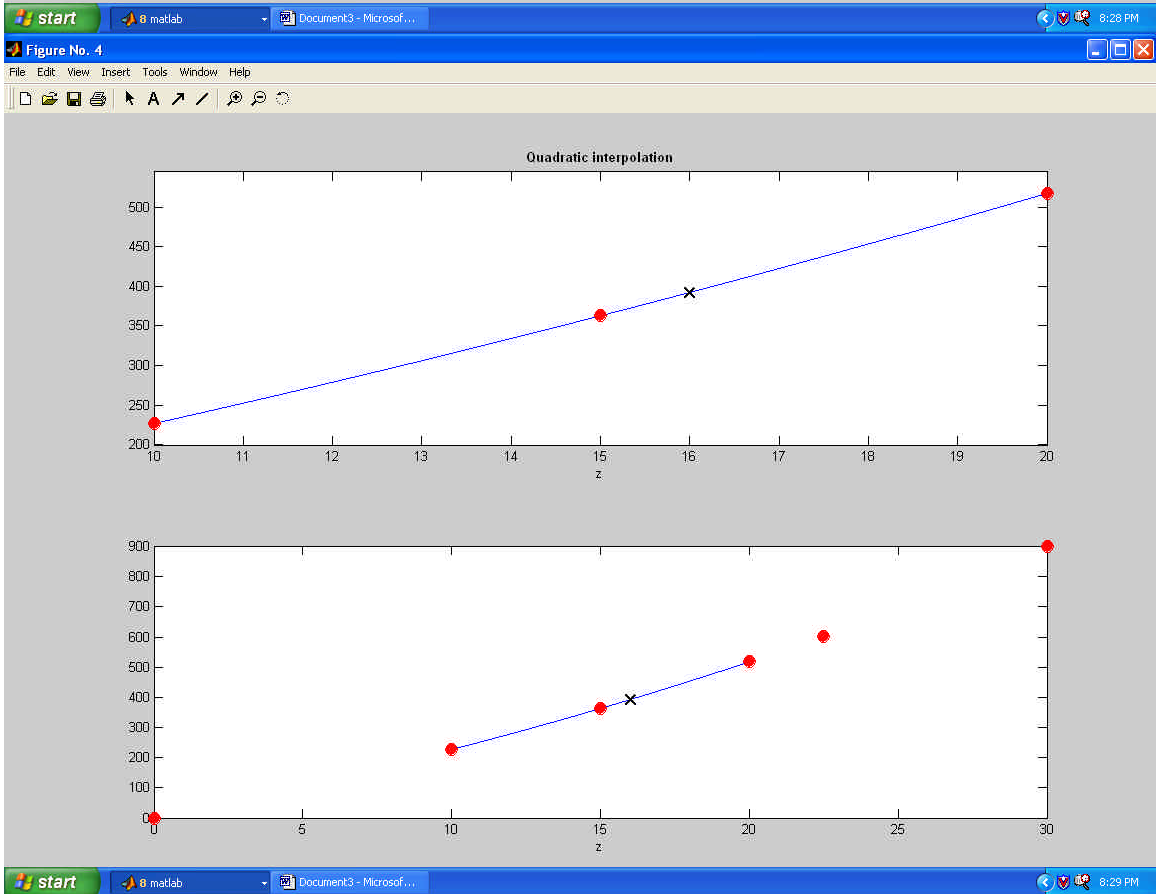 start 8 matlab Document3 - Microsof... 8:28 PM
Figure No. 4
File Edit View Insert Tools Window Help
A
Quadratic interpolation
500
450
400
350
300
250
200
10 11 12 13 14 15 16 17 18 19 20
z
900
800
700
600
500
400
300
200
100
0
0 5 10 15 20 25 30
z
start 8 matlab Document3 - Microsof... 8:29 PM